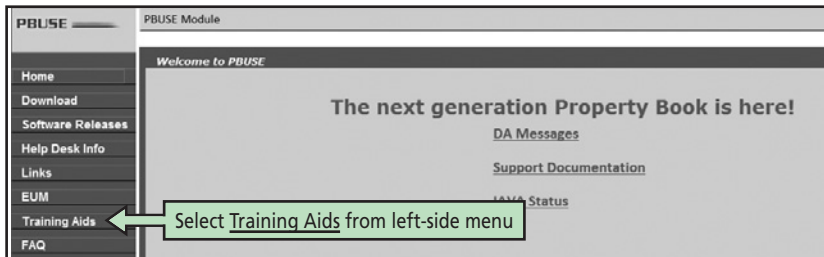 PBUSE
PBUSE Module
Welcome to PBUSE
Home
Download
Software Releases
Help Desk Info
Links
EUM
Training Aids
FAQ
The next generation Property Book is here!
DA Messages
Support Documentation
JAVA Status
Select Training Aids from left-side menu